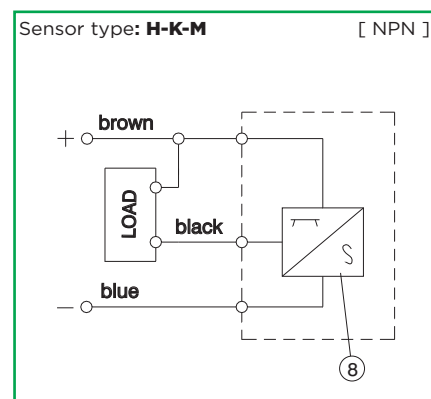 Sensor type: H-K-M [ NPN ]
+ brown
LOAD
black
S
− blue
8